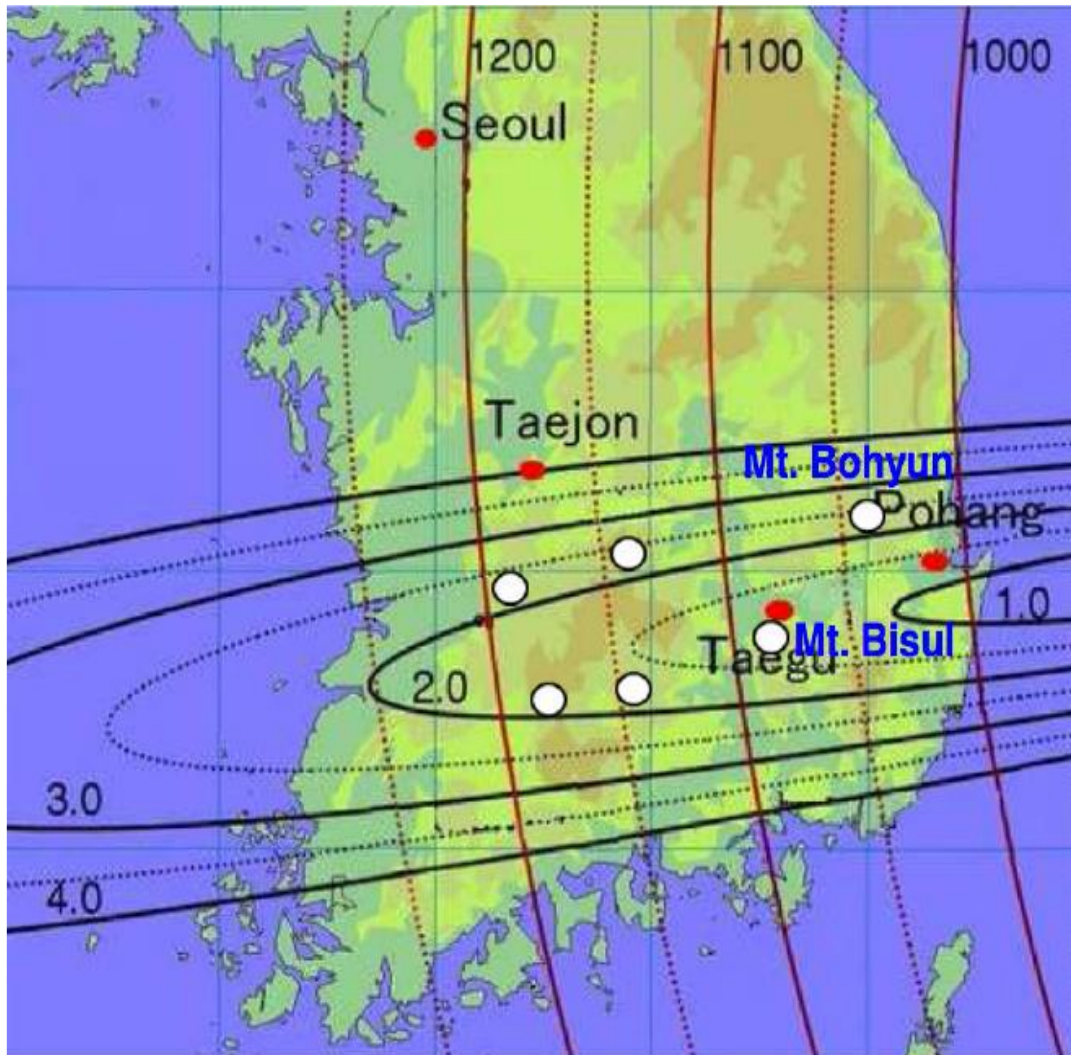 1200
1100
1000
Seoul
Taejon
Mt. Bohyun
Pohang
1.0
Mt. Bisul
Taegu
2.0
3.0
4.0